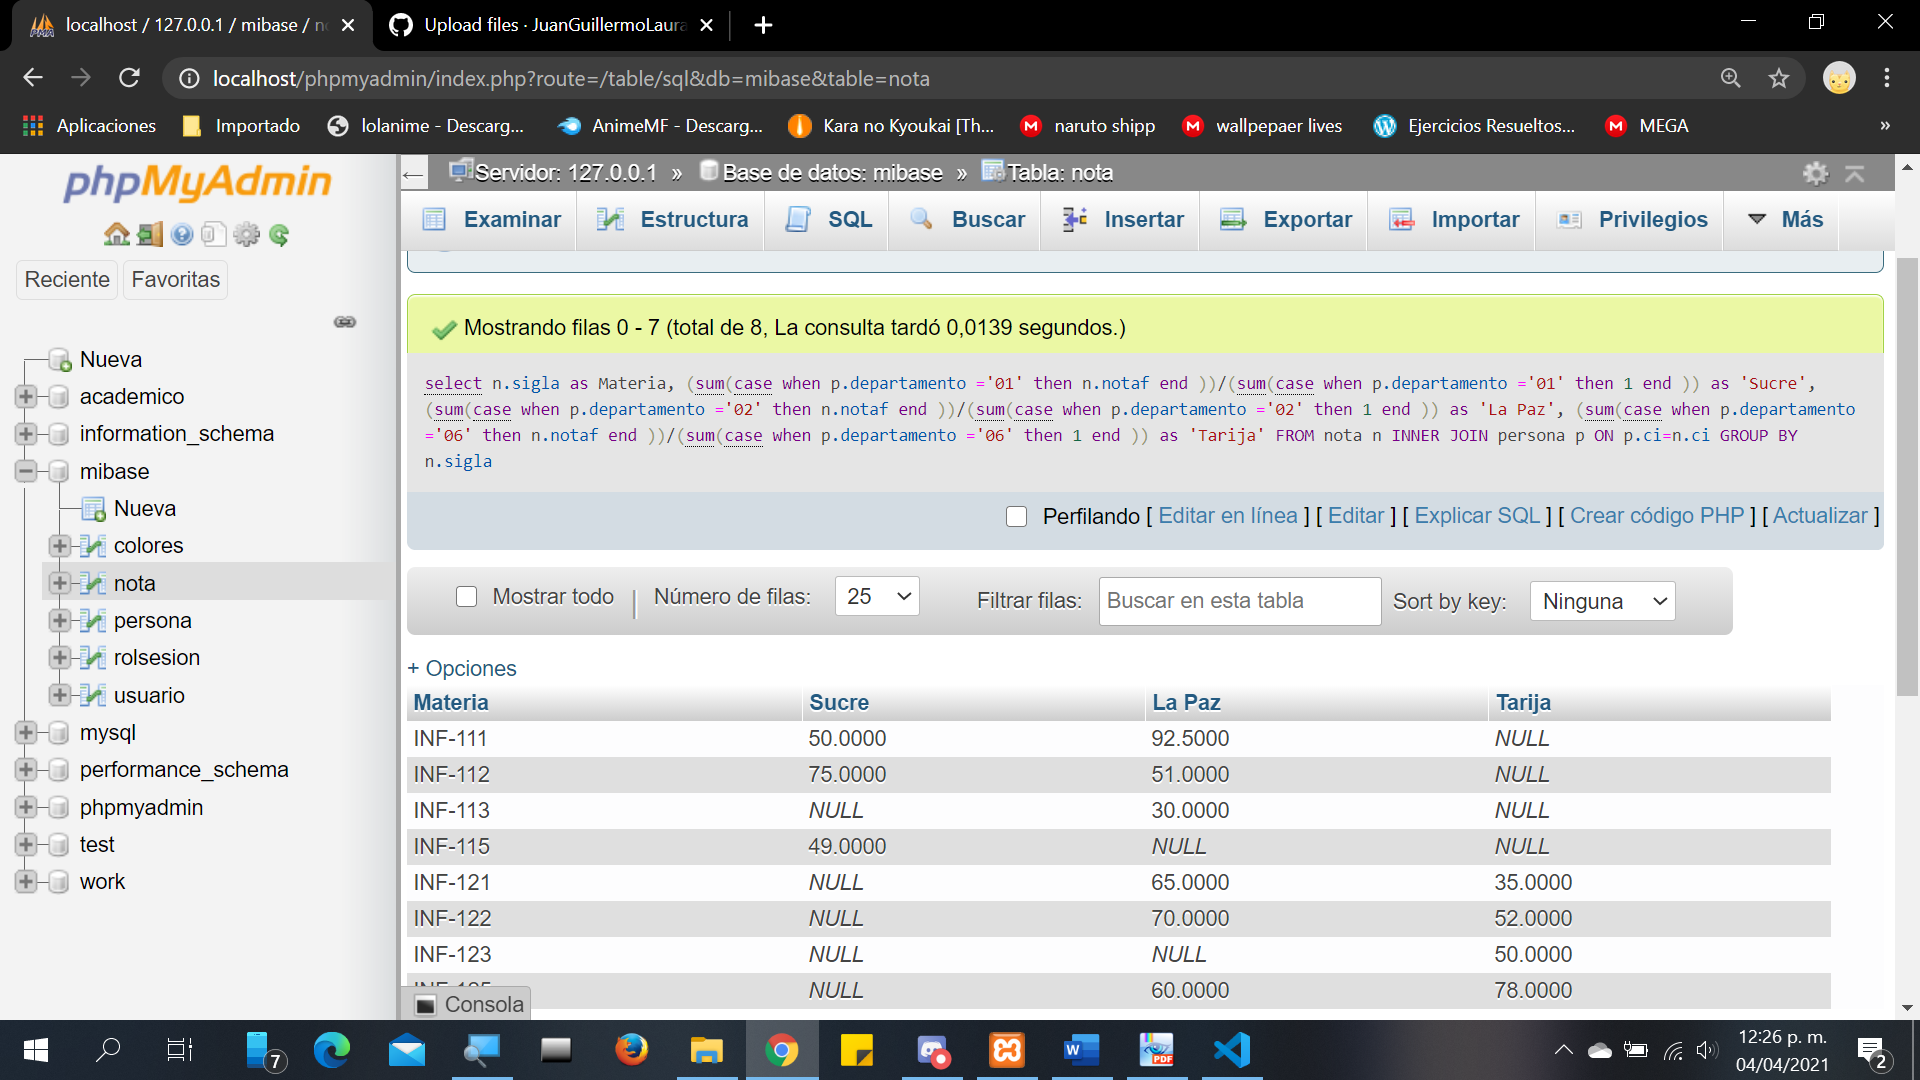 localhost / 127.0.0.1 / mibase / no
Upload files · JuanGuillermoLaura
localhost/phpmyadmin/index.php?route=/table/sql&db=mibase&table=nota
Aplicaciones
Importado
lolanime - Descarg...
AnimeMF - Descarg...
Kara no Kyoukai [Th...
naruto shipp
wallpepaer lives
Ejercicios Resueltos...
MEGA
»
phpMyAdmin
Reciente
Favoritas
Nueva
academico
information_schema
mibase
Nueva
colores
nota
persona
rolsesion
usuario
mysql
performance_schema
phpmyadmin
test
work
Servidor: 127.0.0.1 » Base de datos: mibase » Tabla: nota
Examinar
Estructura
SQL
Buscar
Insertar
Exportar
Importar
Privilegios
Más
Mostrando filas 0 - 7 (total de 8, La consulta tardó 0,0139 segundos.)
select n.sigla as Materia, (sum(case when p.departamento ='01' then n.notaf end ))/(sum(case when p.departamento ='01' then 1 end )) as 'Sucre',
(sum(case when p.departamento ='02' then n.notaf end ))/(sum(case when p.departamento ='02' then 1 end )) as 'La Paz', (sum(case when p.departamento
='06' then n.notaf end ))/(sum(case when p.departamento ='06' then 1 end )) as 'Tarija' FROM nota n INNER JOIN persona p ON p.ci=n.ci GROUP BY
n.sigla
Perfilando [ Editar en línea ] [ Editar ] [ Explicar SQL ] [ Crear código PHP ] [ Actualizar ]
Mostrar todo | Número de filas: 25 Filtrar filas: Buscar en esta tabla Sort by key: Ninguna
+ Opciones
Materia Sucre La Paz Tarija
INF-111 50.0000 92.5000 NULL
INF-112 75.0000 51.0000 NULL
INF-113 NULL 30.0000 NULL
INF-115 49.0000 NULL NULL
INF-121 NULL 65.0000 35.0000
INF-122 NULL 70.0000 52.0000
INF-123 NULL NULL 50.0000
NULL 60.0000 78.0000
Consola
7
12:26 p. m.
04/04/2021
2